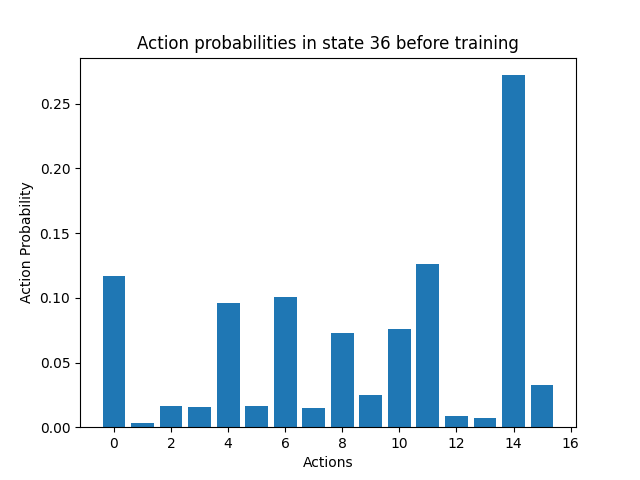 Action probabilities in state 36 before training
0.25
0.20
0.15
0.10
0.05
0.00
Action Probability
0 2 4 6 8 10 12 14 16
Actions